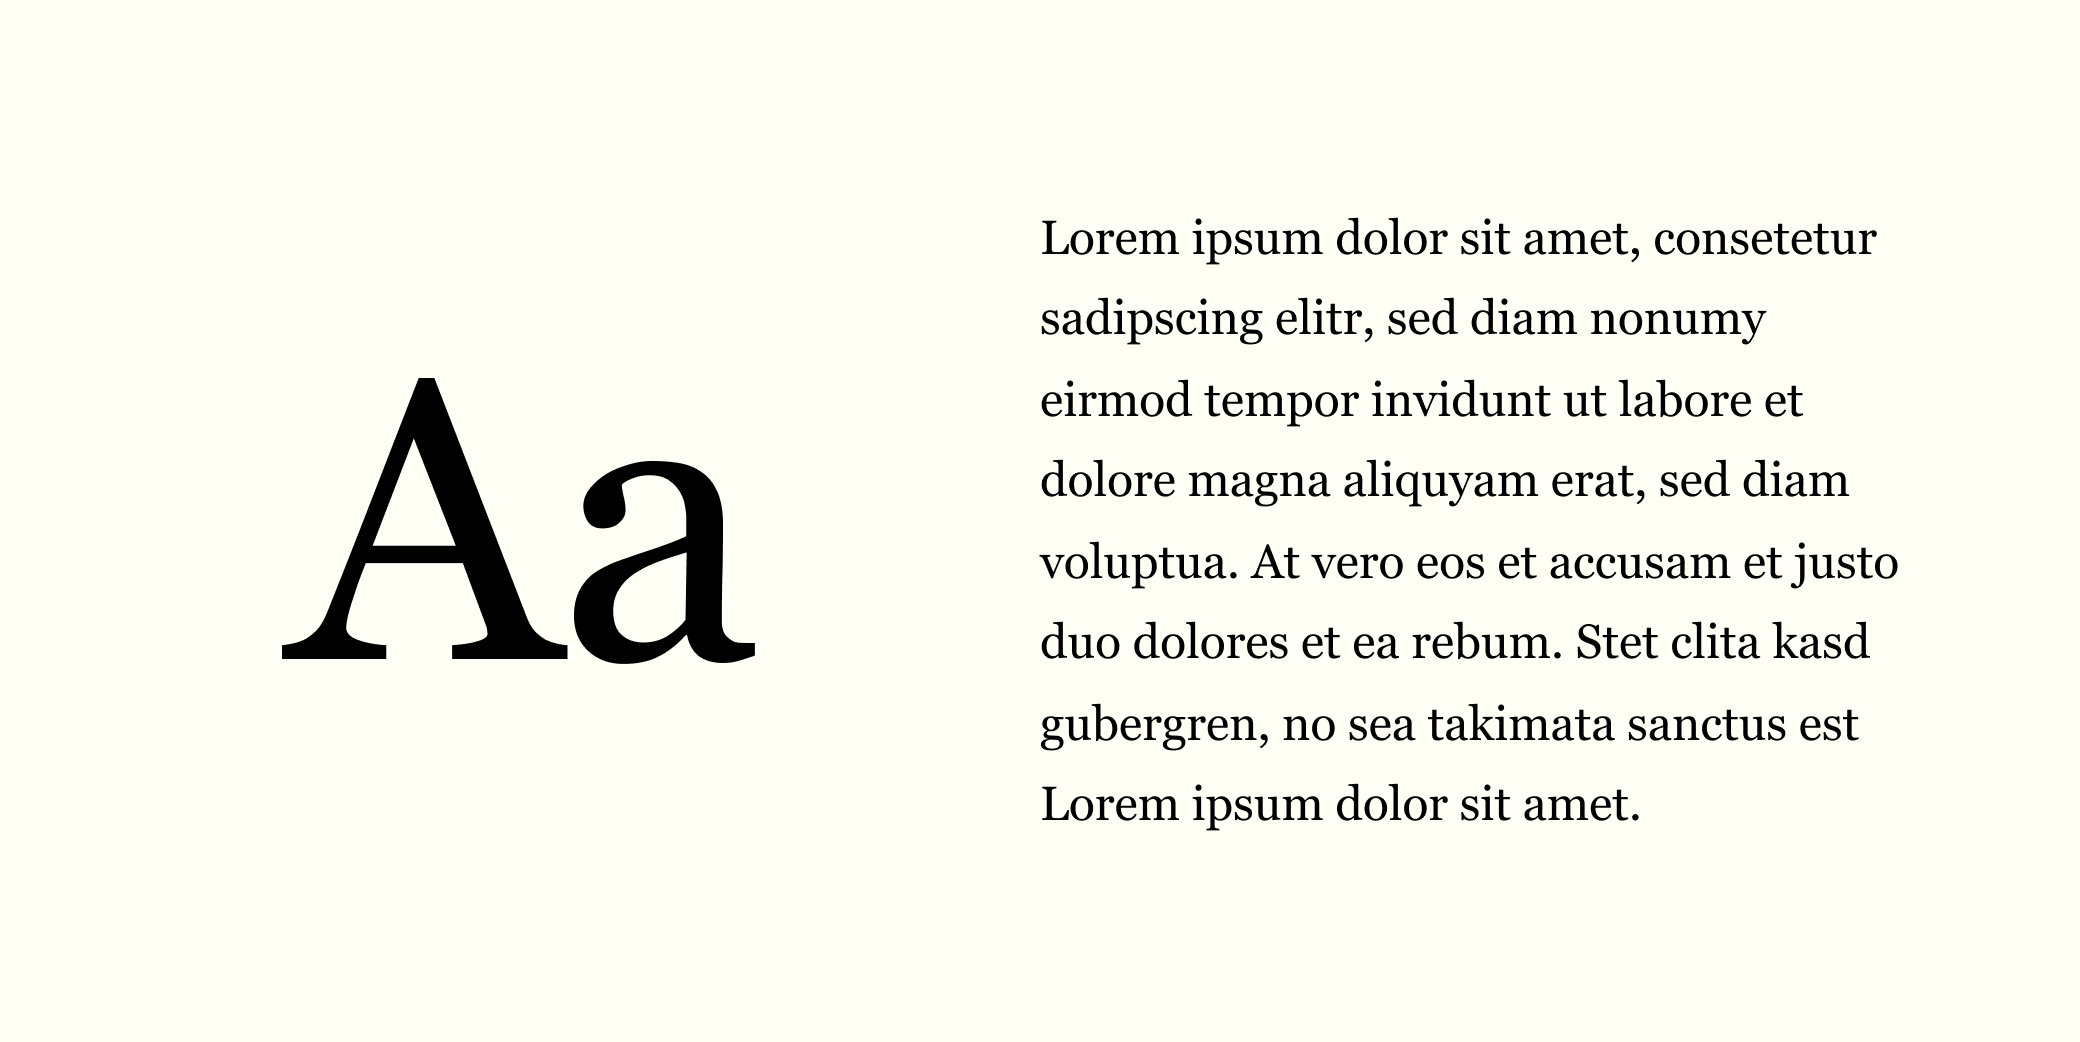 Aa
Lorem ipsum dolor sit amet, consetetur
sadipscing elitr, sed diam nonumy
eirmod tempor invidunt ut labore et
dolore magna aliquyam erat, sed diam
voluptua. At vero eos et accusam et justo
duo dolores et ea rebum. Stet clita kasd
gubergren, no sea takimata sanctus est
Lorem ipsum dolor sit amet.